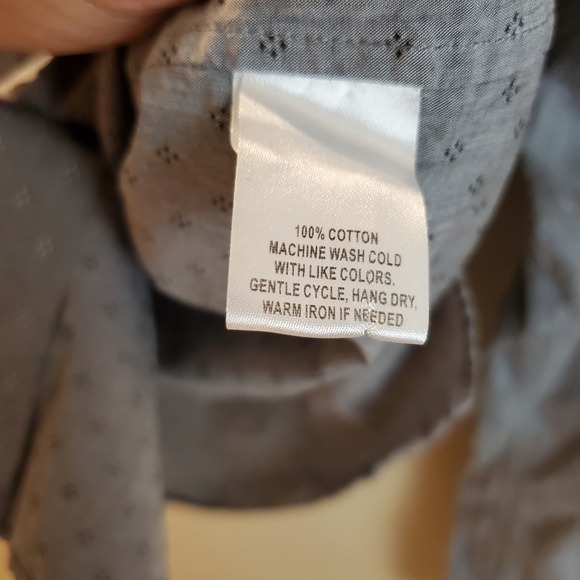 100% COTTON
MACHINE WASH COLD
WITH LIKE COLORS.
GENTLE CYCLE, HANG DRY,
WARM IRON IF NEEDED